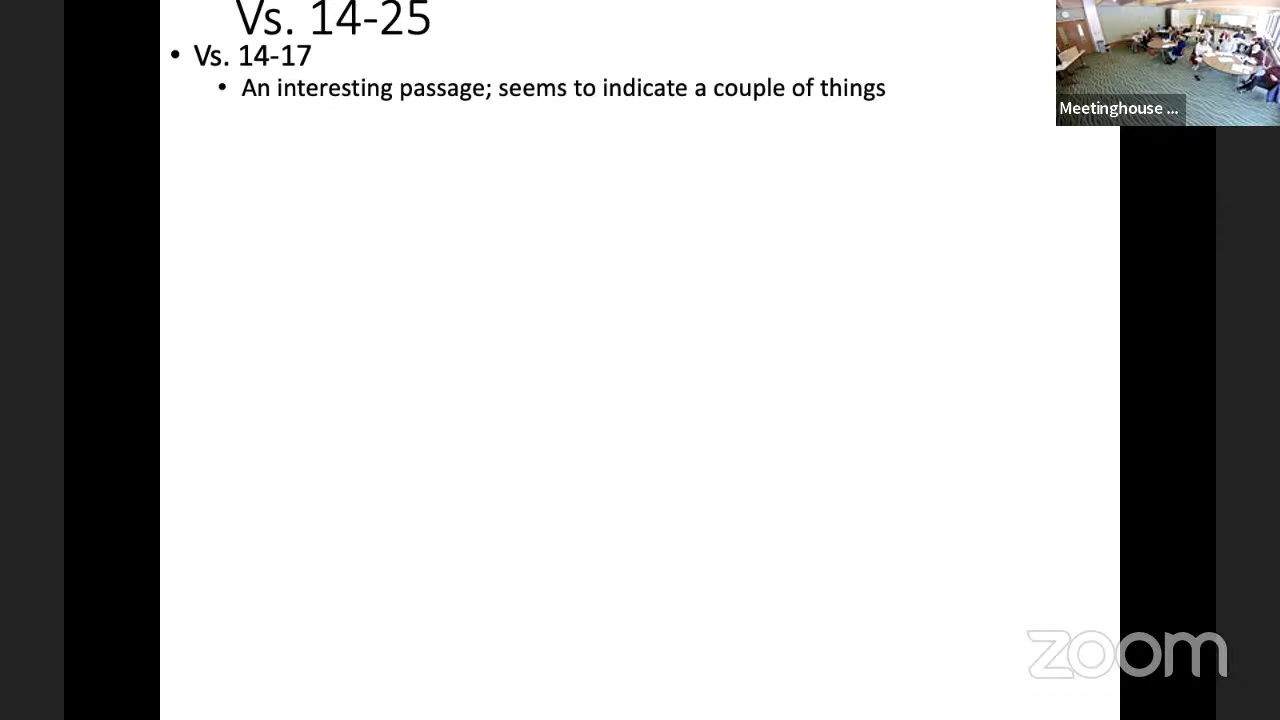 Vs. 14-25
• Vs. 14-17
• An interesting passage; seems to indicate a couple of things
Meetinghouse ...
zoom